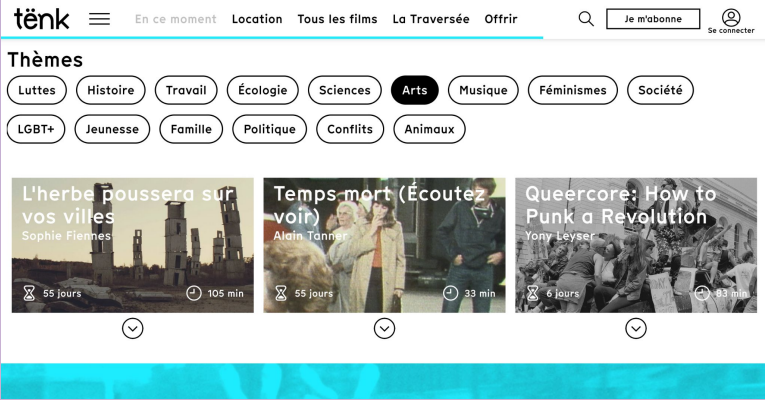 tënk
En ce moment
Location
Tous les films
La Traversée
Offrir
Je m'abonne
Se connecter
Thèmes
Luttes
Histoire
Travail
Écologie
Sciences
Arts
Musique
Féminismes
Société
LGBT+
Jeunesse
Famille
Politique
Conflits
Animaux
L'herbe poussera sur
vos villes
Sophie Fiennes
55 jours
105 min
Temps mort (Écoutez
voir)
Alain Tanner
55 jours
33 min
Queercore: How to
Punk a Revolution
Yony Leyser
6 jours
83 min